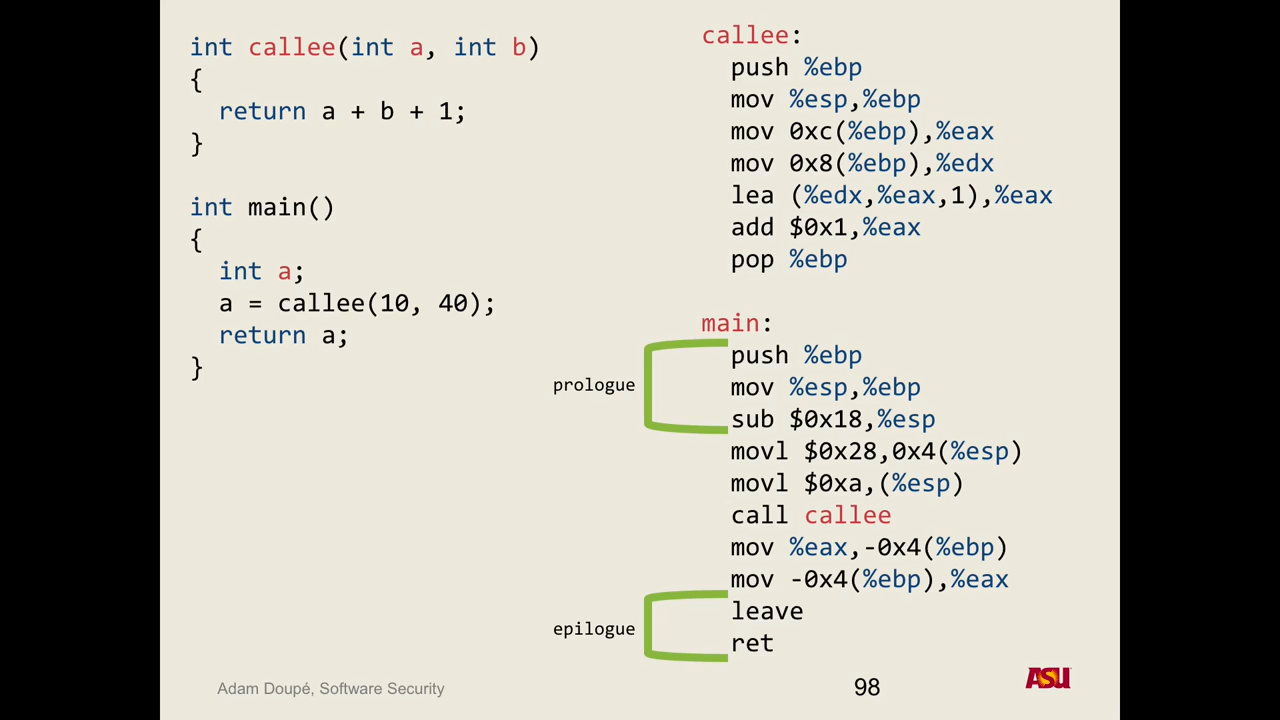 int callee(int a, int b)
{
  return a + b + 1;
}
int main()
{
  int a;
  a = callee(10, 40);
  return a;
}
callee:
  push %ebp
  mov %esp,%ebp
  mov 0xc(%ebp),%eax
  mov 0x8(%ebp),%edx
  lea (%edx,%eax,1),%eax
  add $0x1,%eax
  pop %ebp
main:
  push %ebp
  mov %esp,%ebp
  sub $0x18,%esp
  movl $0x28,0x4(%esp)
  movl $0xa,(%esp)
  call callee
  mov %eax,-0x4(%ebp)
  mov -0x4(%ebp),%eax
  leave
  ret
prologue
epilogue
Adam Doupé, Software Security
98
ASU